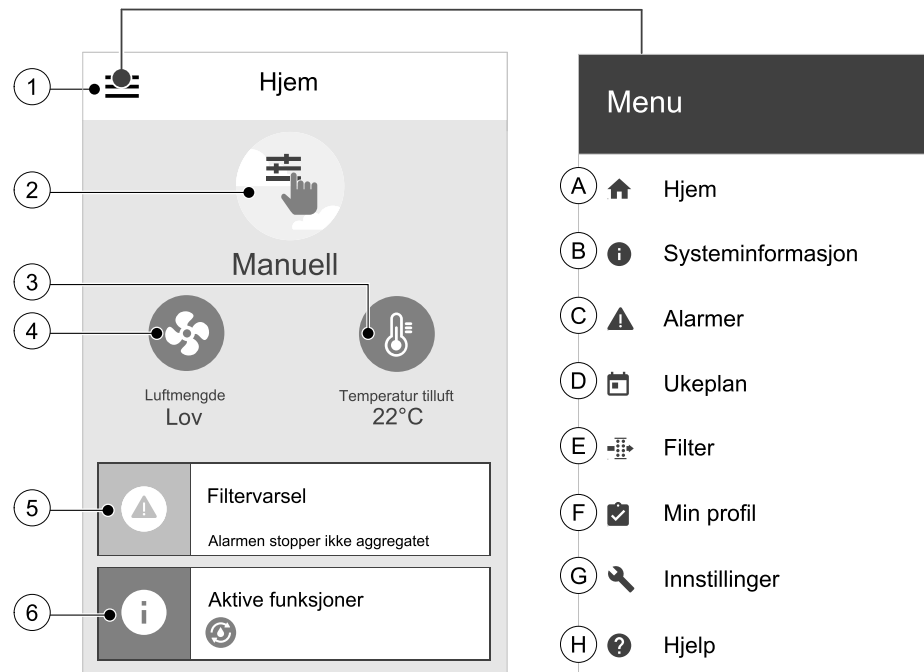 1
Hjem
2
Manuell
3
4
Luftmengde
Lov
Temperatur tilluft
22°C
5
Filtervarsel
Alarmen stopper ikke aggregatet
6
Aktive funksjoner
Menu
A Hjem
B Systeminformasjon
C Alarmer
D Ukeplan
E Filter
F Min profil
G Innstillinger
H Hjelp